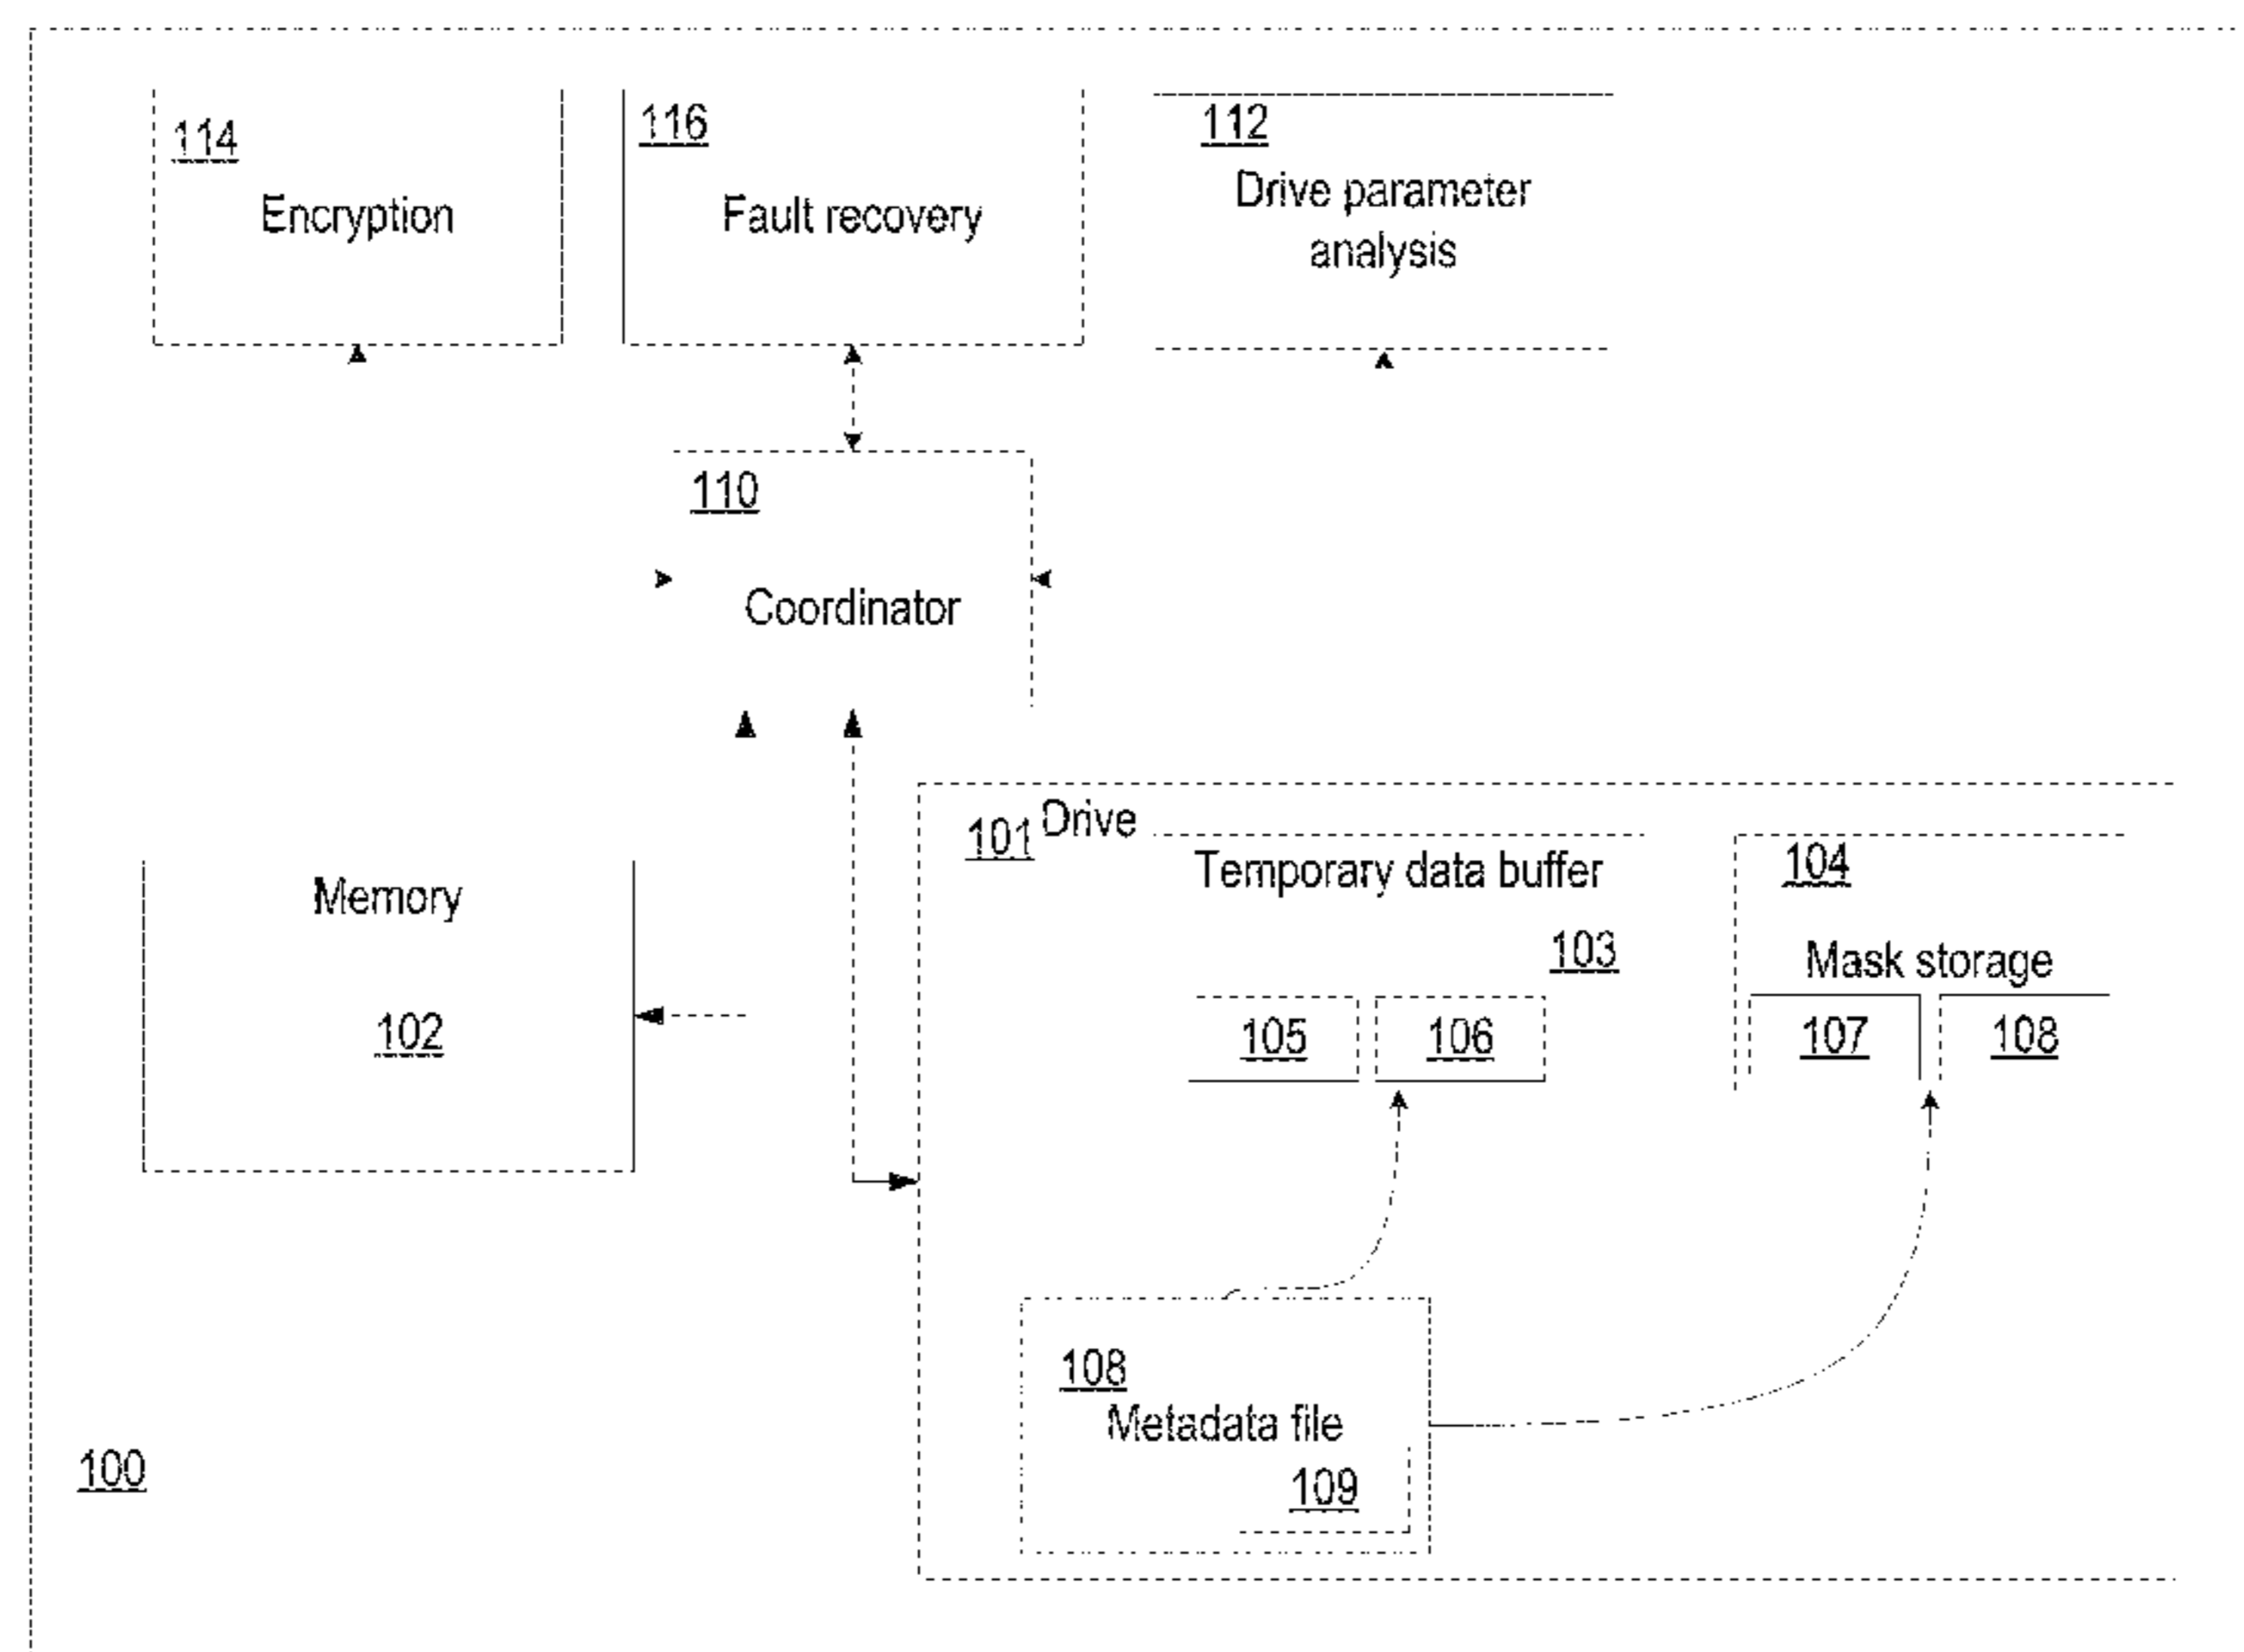 114
Encryption
116
Fault recovery
112
Drive parameter
analysis
110
Coordinator
Memory
102
101
Drive
Temporary data buffer
103
105
106
104
Mask storage
107
108
108
Metadata file
109
100